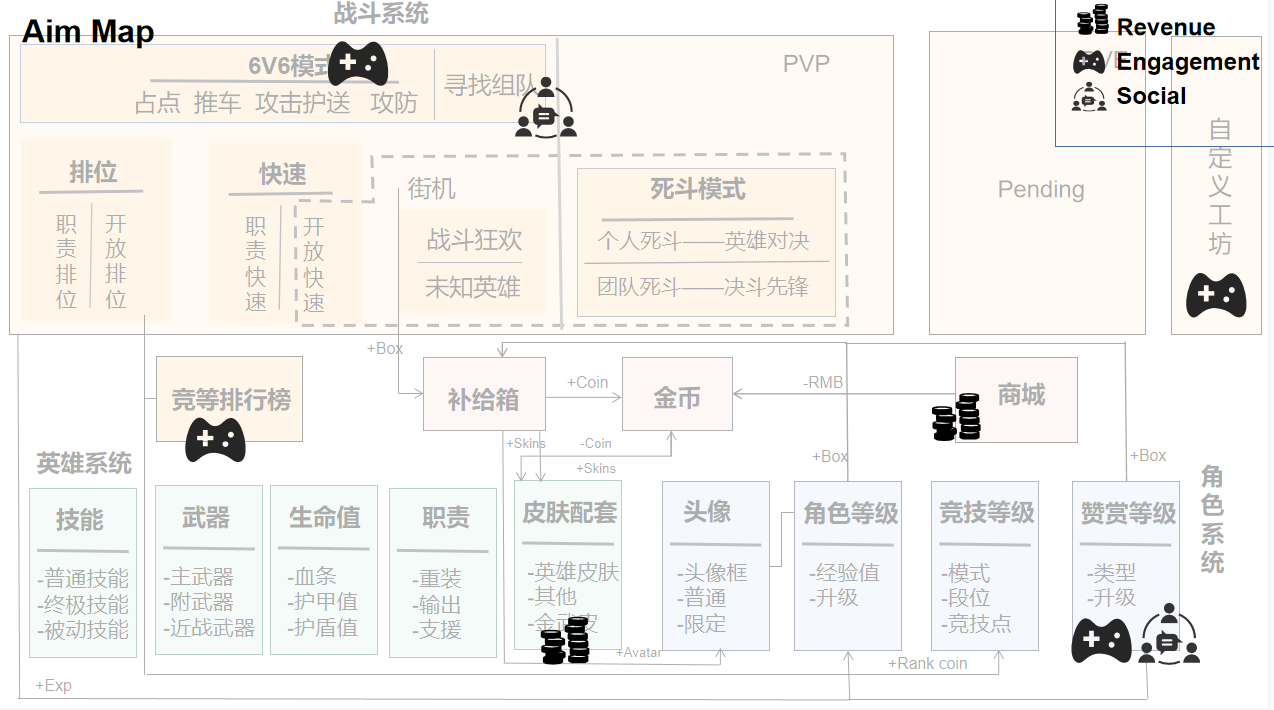 战斗系统
Aim Map
Revenue
Engagement
Social
6V6模式
占点 推车 攻击护送 攻防
寻找组队
PVP
排位
职责排位
开放排位
快速
职责快速
开放快速
街机
战斗狂欢
未知英雄
死斗模式
个人死斗——英雄对决
团队死斗——决斗先锋
Pending
自定义工坊
+Box
竞等排行榜
补给箱
+Coin
金币
-RMB
商城
+Skins
-Coin
+Skins
+Box
+Box
英雄系统
角色系统
技能
-普通技能
-终极技能
-被动技能
武器
-主武器
-附武器
-近战武器
生命值
-血条
-护甲值
-护盾值
职责
-重装
-输出
-支援
皮肤配套
-英雄皮肤
-其他
-金武皮
头像
-头像框
-普通
-限定
角色等级
-经验值
-升级
竞技等级
-模式
-段位
-竞技点
赞赏等级
-类型
-升级
+Avatar
+Rank coin
+Exp